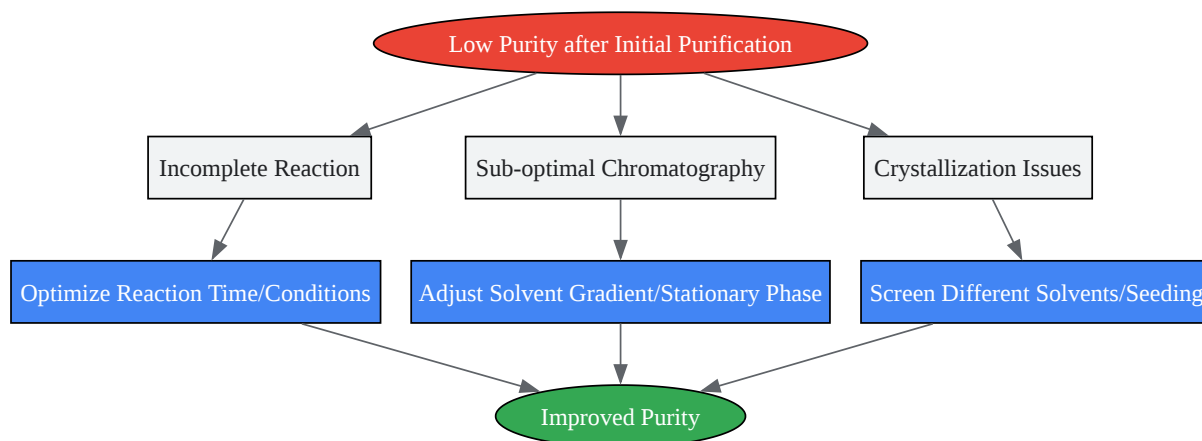 Low Purity after Initial Purification
Incomplete Reaction
Sub-optimal Chromatography
Crystallization Issues
Optimize Reaction Time/Conditions
Adjust Solvent Gradient/Stationary Phase
Screen Different Solvents/Seeding
Improved Purity